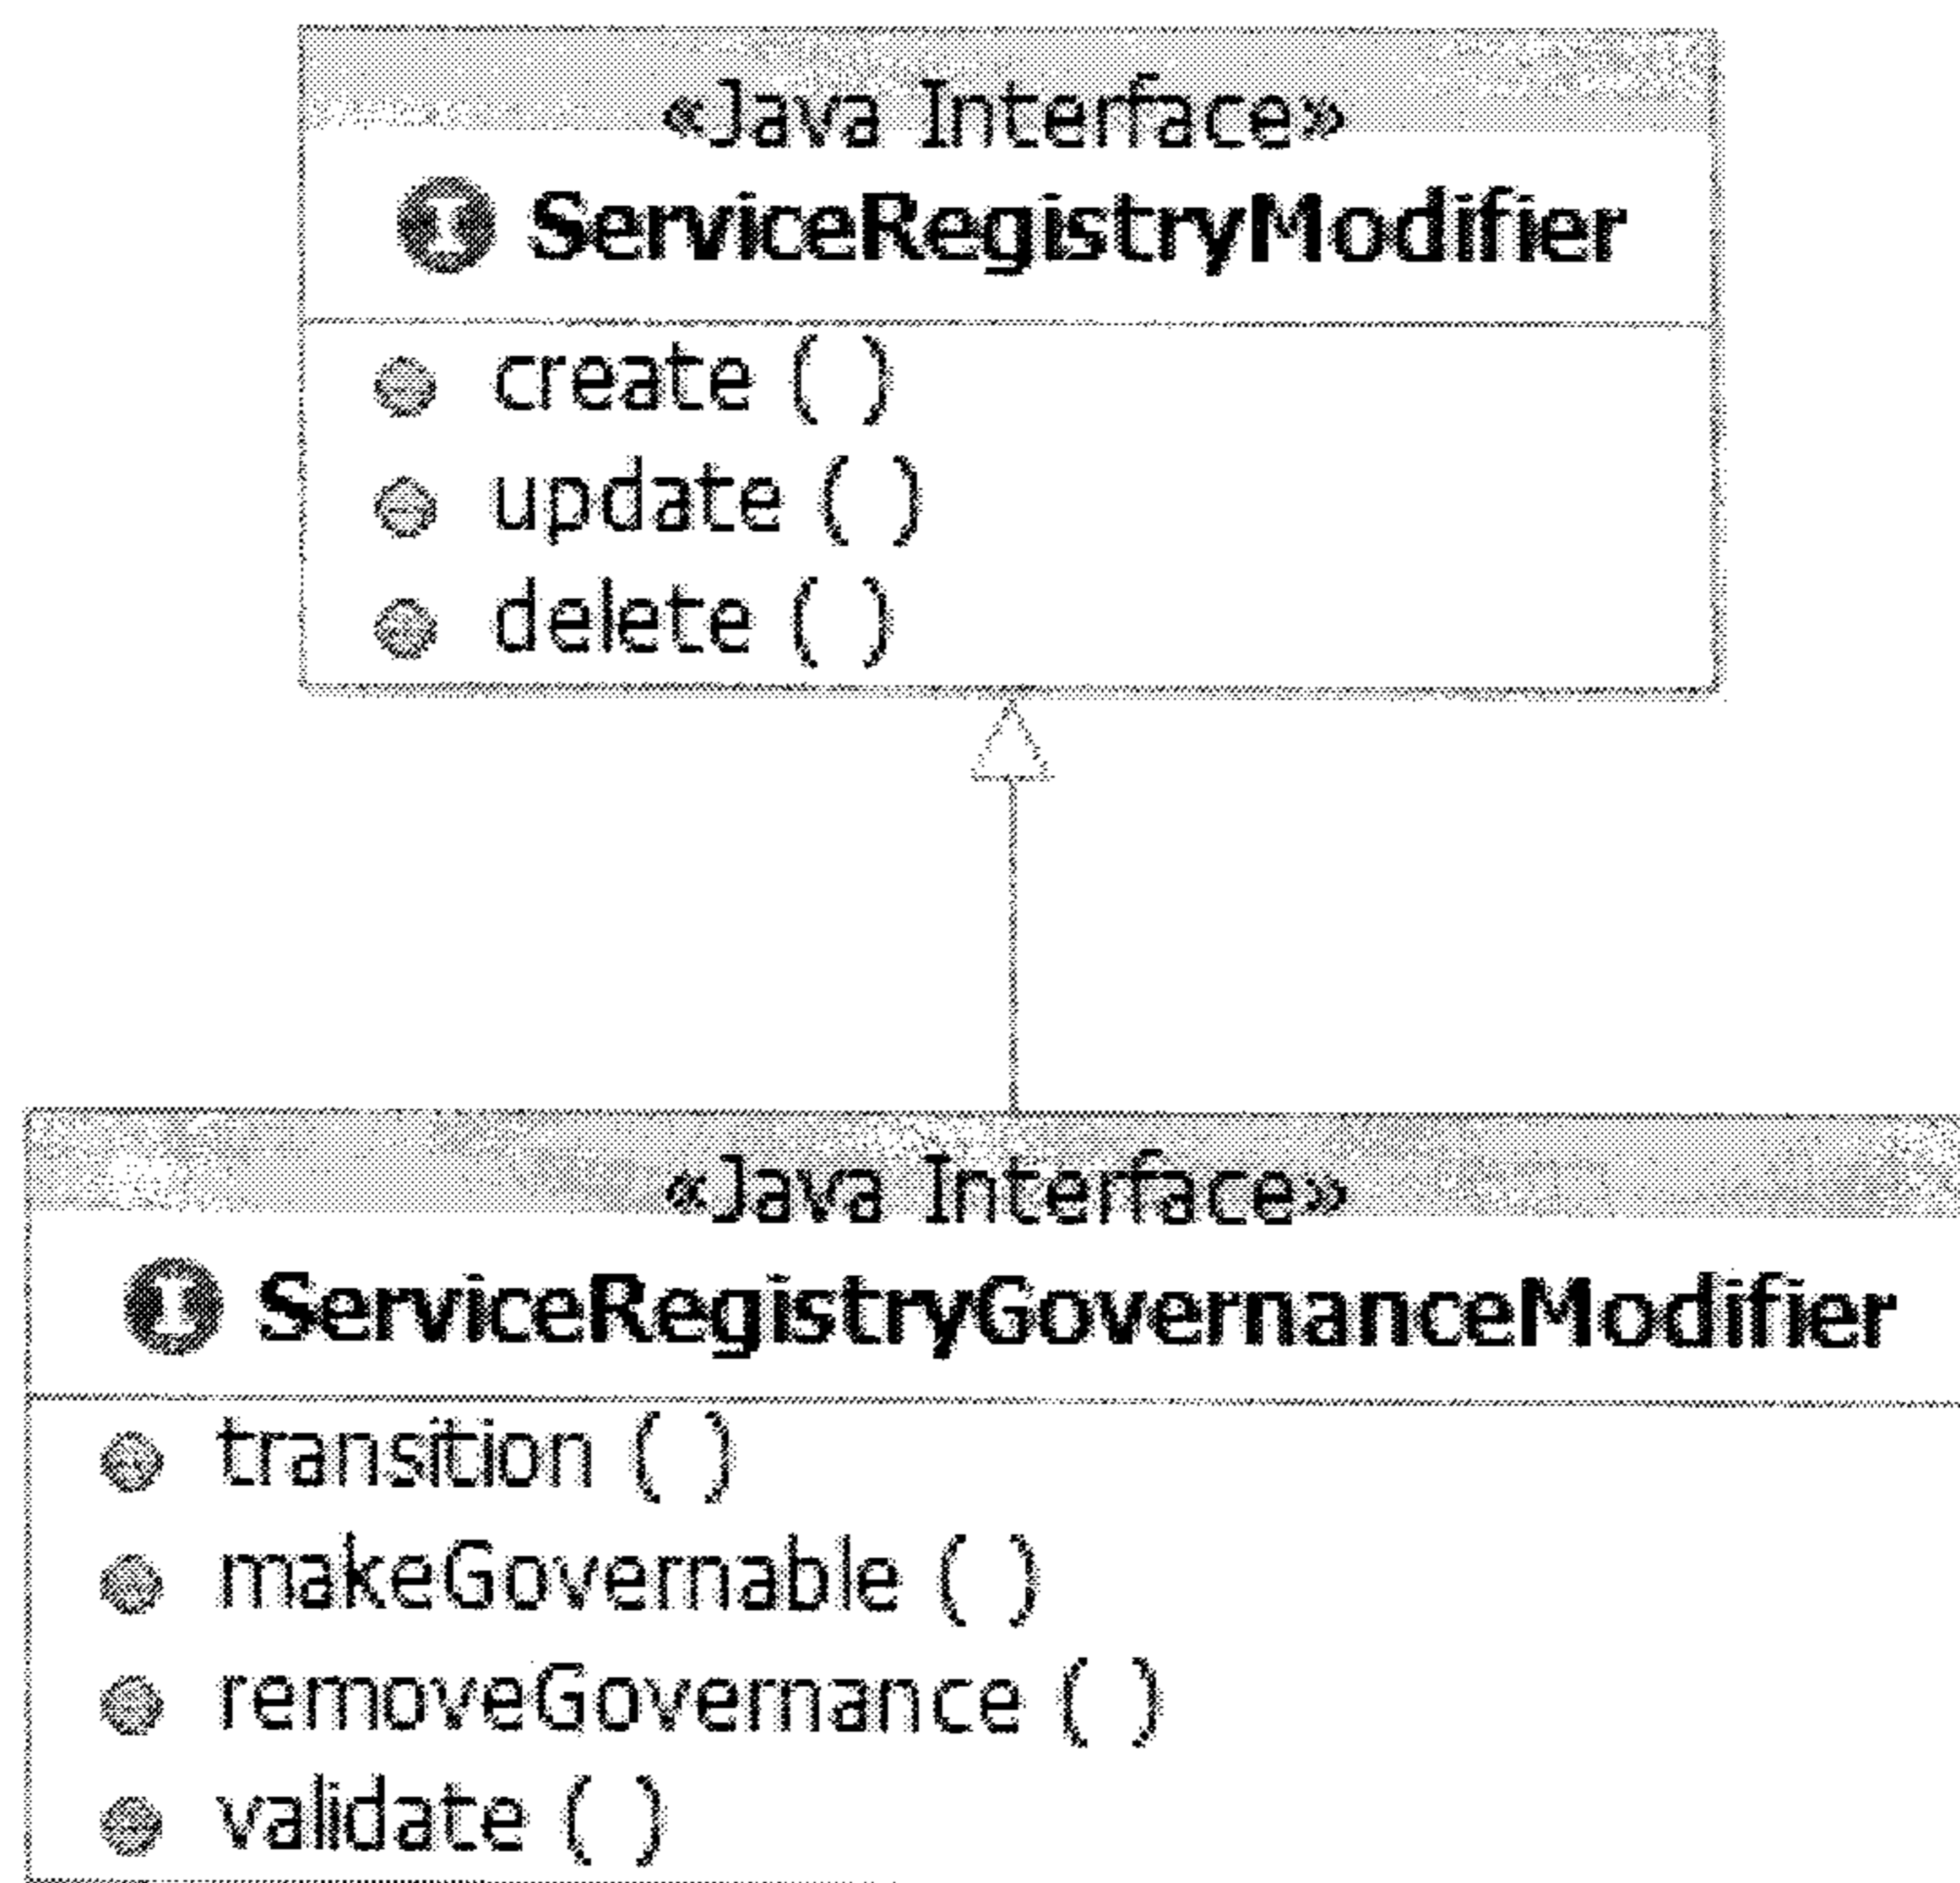 «Java Interface»
I ServiceRegistryModifier
create ( )
update ( )
delete ( )
«Java Interface»
I ServiceRegistryGovernanceModifier
transition ( )
makeGovernable ( )
removeGovernance ( )
validate ( )